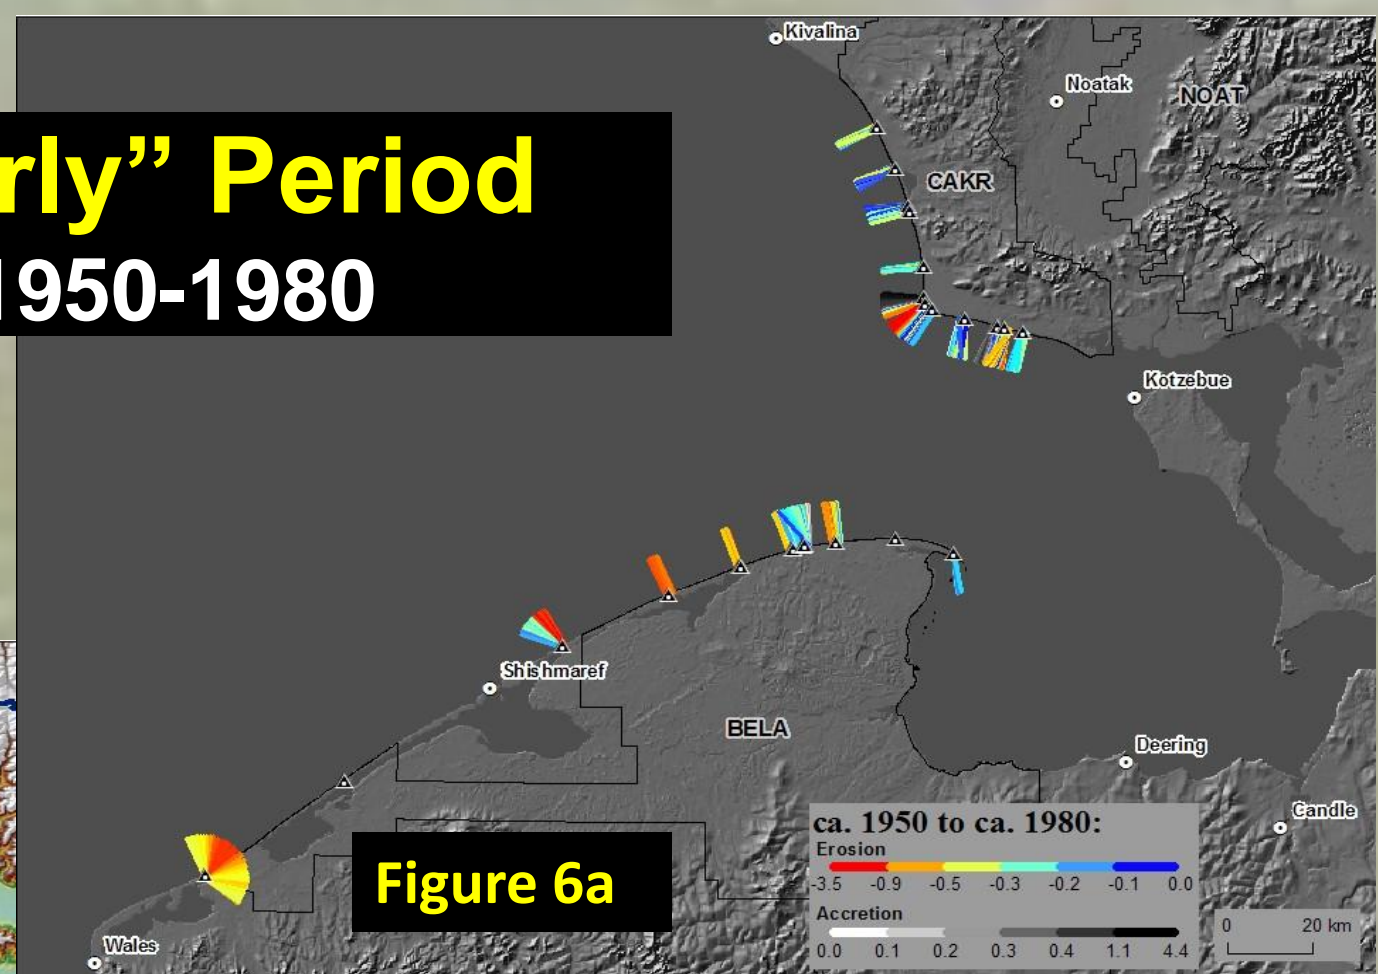 Kivalina
Noatak
NOAT
rly” Period
CAKR
1950-1980
Kotzebue
Shishmaref
BELA
Deering
Candle
ca. 1950 to ca. 1980:
Erosion
-3.5 -0.9 -0.5 -0.3 -0.2 -0.1 0.0
Accretion
0.0 0.1 0.2 0.3 0.4 1.1 4.4
0 20 km
Figure 6a
Wales